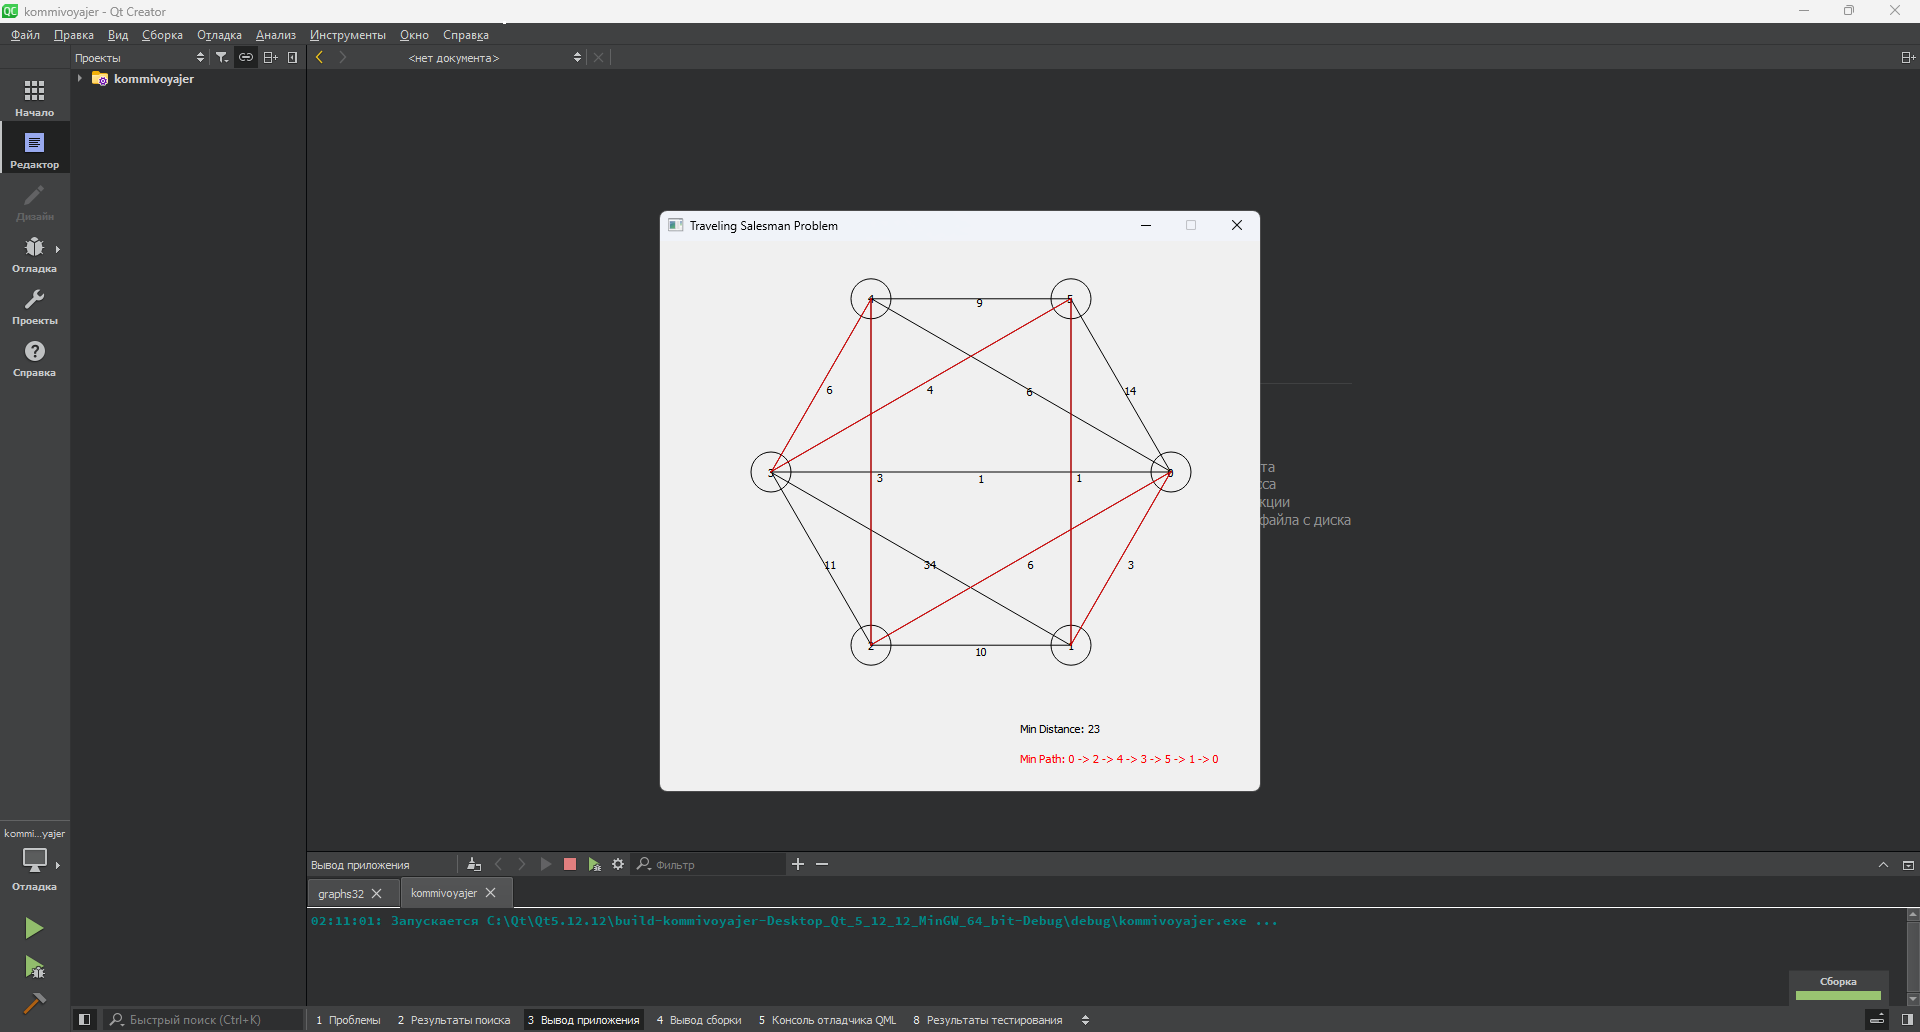 kommivoyajer - Qt Creator
Файл Правка Вид Сборка Отладка Анализ Инструменты Окно Справка
Проекты
<нет документа>
kommivoyajer
Начало
Редактор
Дизайн
Отладка
Проекты
Справка
Traveling Salesman Problem
4
5
9
6
4
6
14
3
0
3
1
1
11
34
6
3
2
1
10
Min Distance: 23
Min Path: 0 -> 2 -> 4 -> 3 -> 5 -> 1 -> 0
та
сса
кции
файла с диска
kommi...yajer
Отладка
Вывод приложения
Фильтр
graphs32
kommivoyajer
02:11:01: Запускается C:\Qt\Qt5.12.12\build-kommivoyajer-Desktop_Qt_5_12_12_MinGW_64_bit-Debug\debug\kommivoyajer.exe ...
Сборка
Быстрый поиск (Ctrl+K)
1 Проблемы 2 Результаты поиска 3 Вывод приложения 4 Вывод сборки 5 Консоль отладчика QML 8 Результаты тестирования